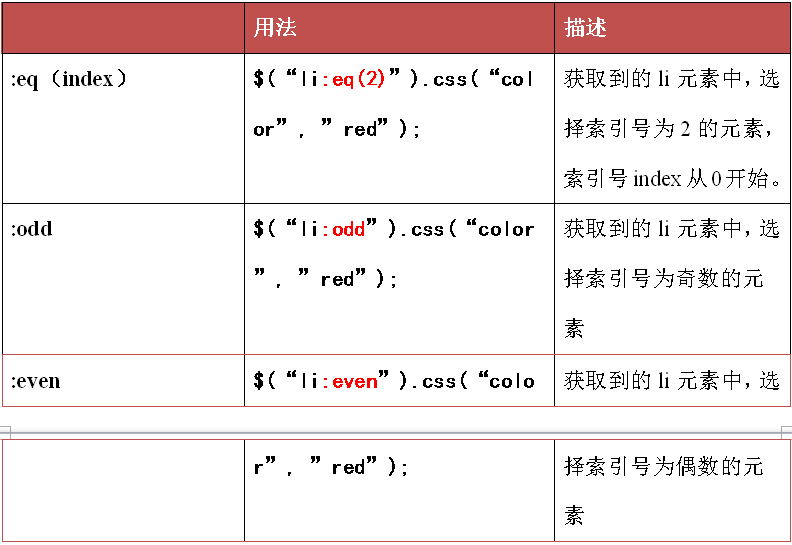 用法 描述
:eq（index） $(“li:eq(2)”).css(“col 获取到的 li 元素中，选
or”, ”red”); 择索引号为 2 的元素，
索引号 index 从 0 开始。
:odd $(“li:odd”).css(“color 获取到的 li 元素中，选
”, ”red”); 择索引号为奇数的元
素
:even $(“li:even”).css(“colo 获取到的 li 元素中，选
r”, ”red”); 择索引号为偶数的元
素